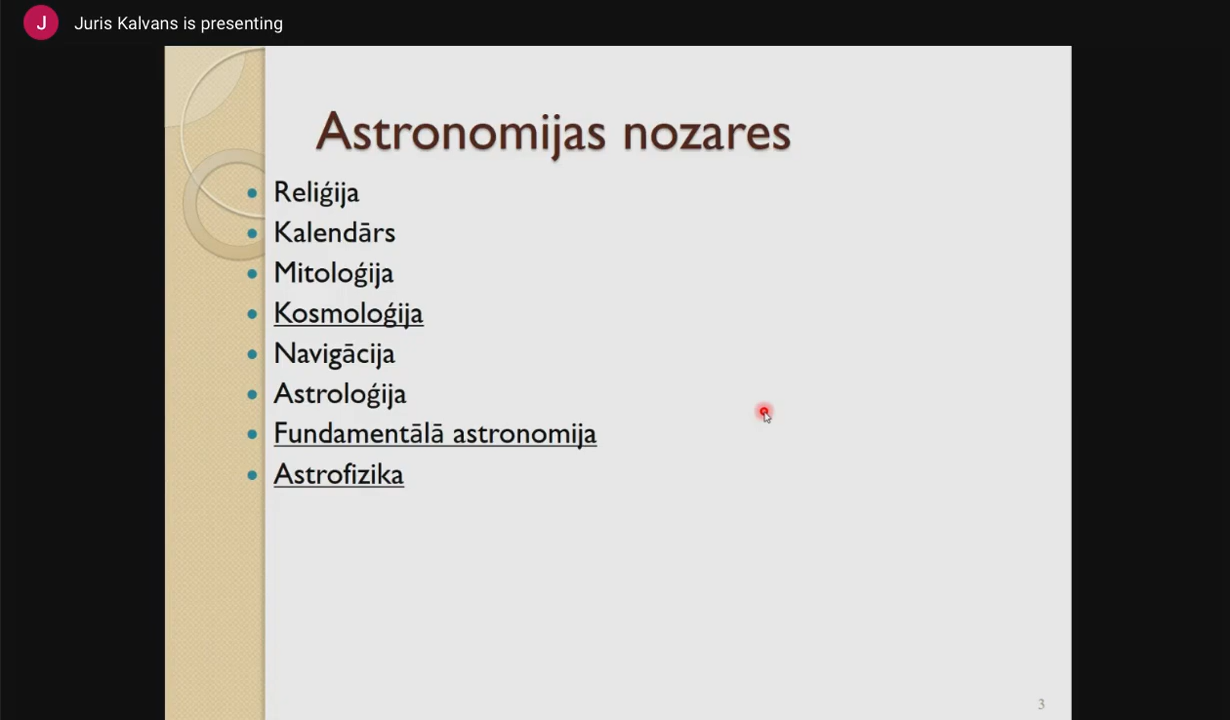 J
Juris Kalvans is presenting
Astronomijas nozares
Reliģija
Kalendārs
Mitoloģija
Kosmoloģija
Navigācija
Astroloģija
Fundamentālā astronomija
Astrofizika
3